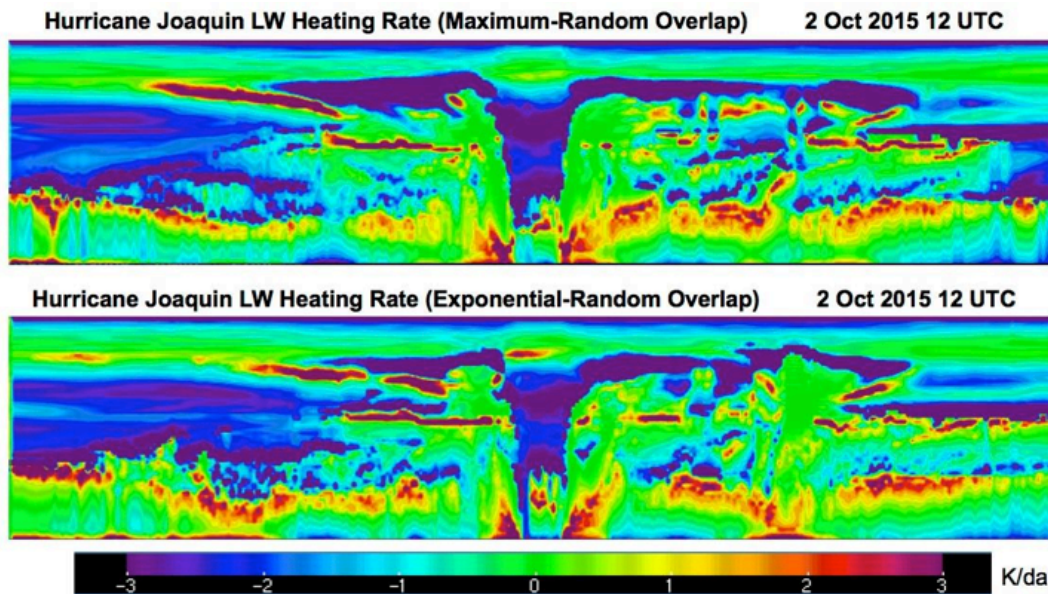 Hurricane Joaquin LW Heating Rate (Maximum-Random Overlap) 2 Oct 2015 12 UTC
Hurricane Joaquin LW Heating Rate (Exponential-Random Overlap) 2 Oct 2015 12 UTC
-3 -2 -1 0 1 2 3 K/da